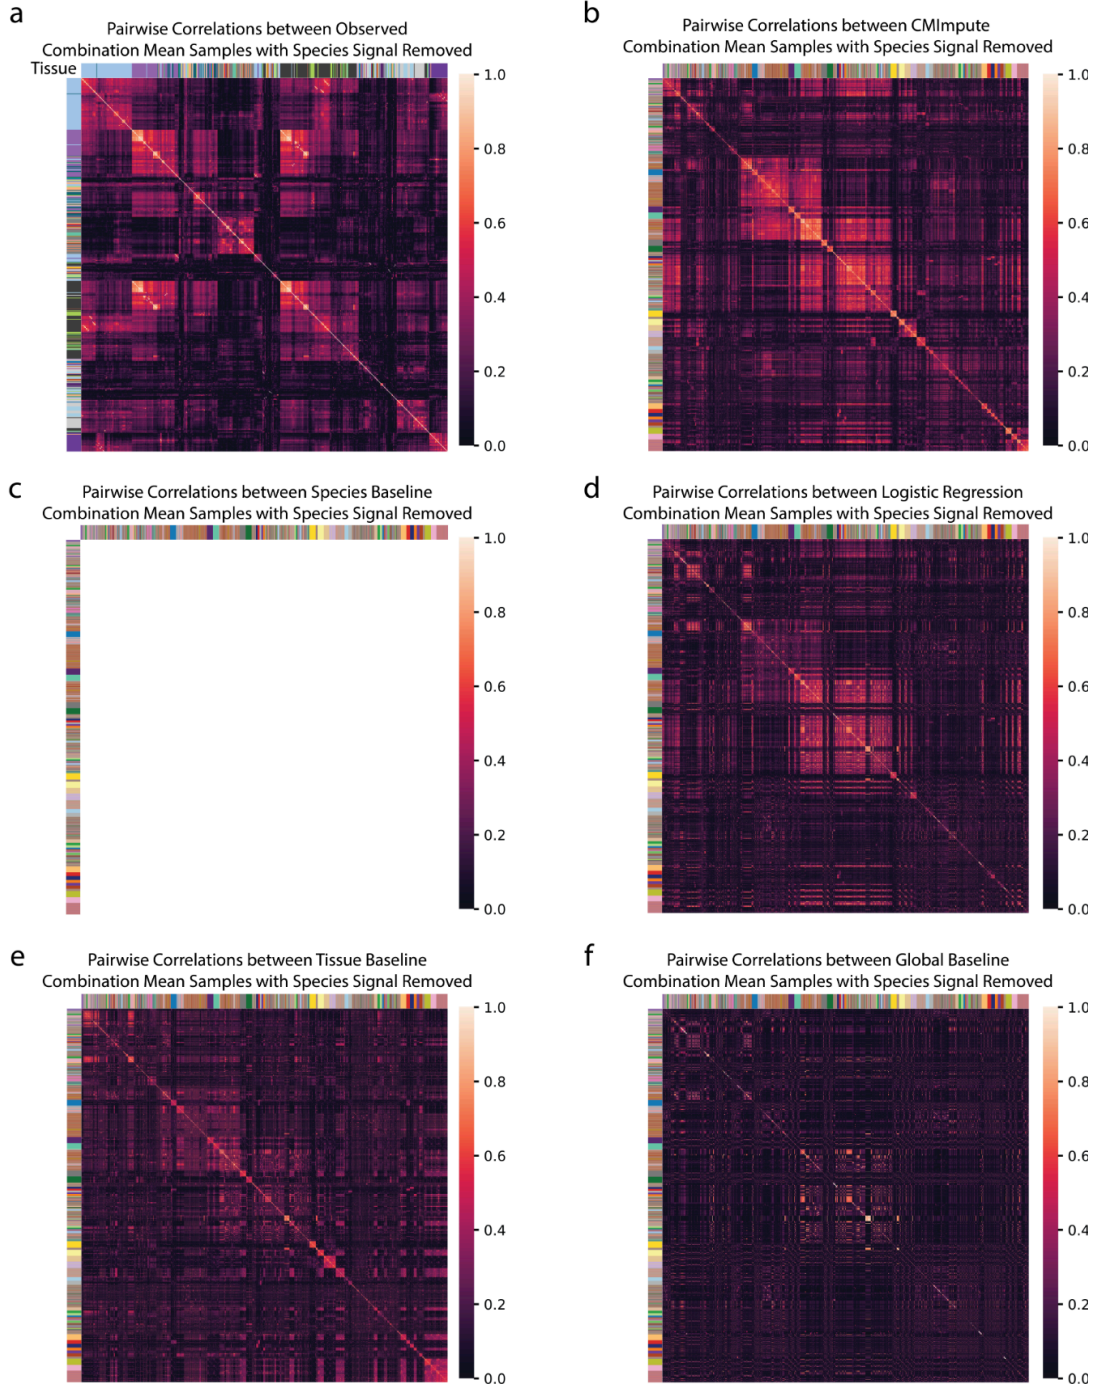 a
Pairwise Correlations between Observed
Combination Mean Samples with Species Signal Removed
Tissue
1.0
0.8
0.6
0.4
0.2
0.0
b
Pairwise Correlations between CMImpute
Combination Mean Samples with Species Signal Removed
1.0
0.8
0.6
0.4
0.2
0.0
c
Pairwise Correlations between Species Baseline
Combination Mean Samples with Species Signal Removed
1.0
0.8
0.6
0.4
0.2
0.0
d
Pairwise Correlations between Logistic Regression
Combination Mean Samples with Species Signal Removed
1.0
0.8
0.6
0.4
0.2
0.0
e
Pairwise Correlations between Tissue Baseline
Combination Mean Samples with Species Signal Removed
1.0
0.8
0.6
0.4
0.2
0.0
f
Pairwise Correlations between Global Baseline
Combination Mean Samples with Species Signal Removed
1.0
0.8
0.6
0.4
0.2
0.0